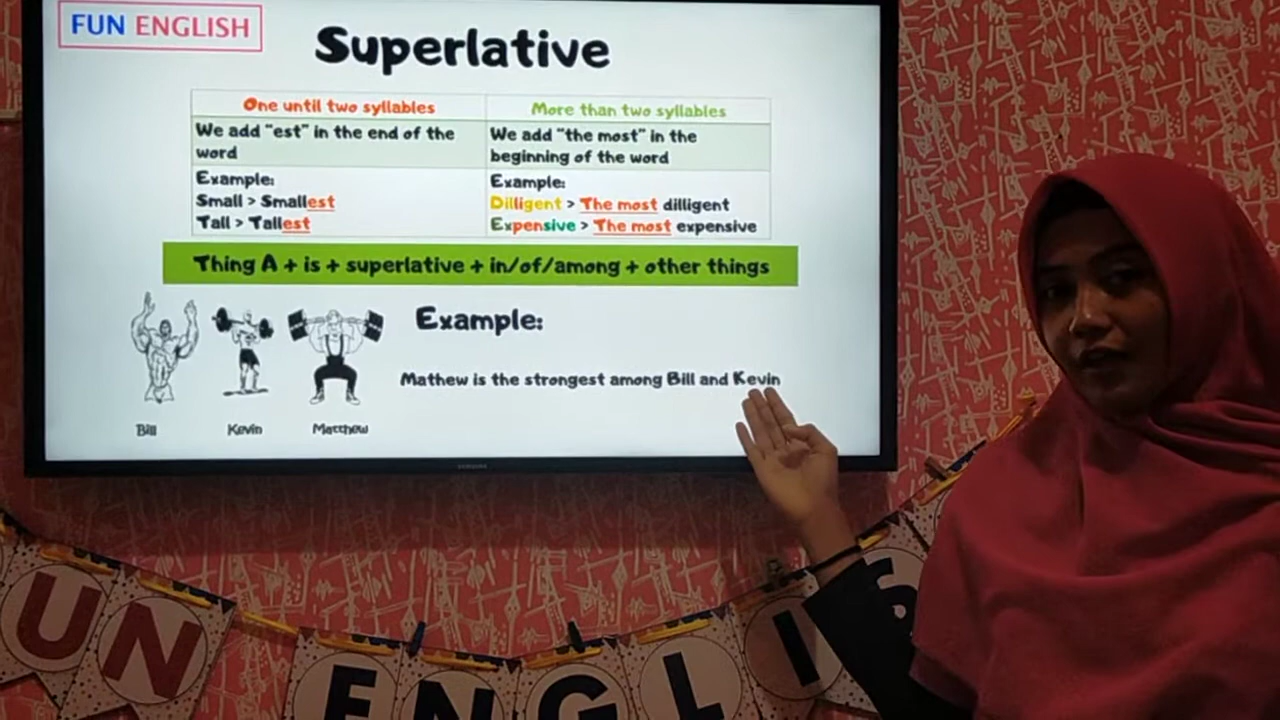 FUN ENGLISH
Superlative
One until two syllables
More than two syllables
We add "est" in the end of the
word
We add "the most" in the
beginning of the word
Example:
Small > Smallest
Tall > Tallest
Example:
Dilligent > The most dilligent
Expensive > The most expensive
Thing A + is + superlative + in/of/among + other things
Example:
Mathew is the strongest among Bill and Kevin
Bill
Kevin
Matthew
SAMSUNG
UN ENGLIS